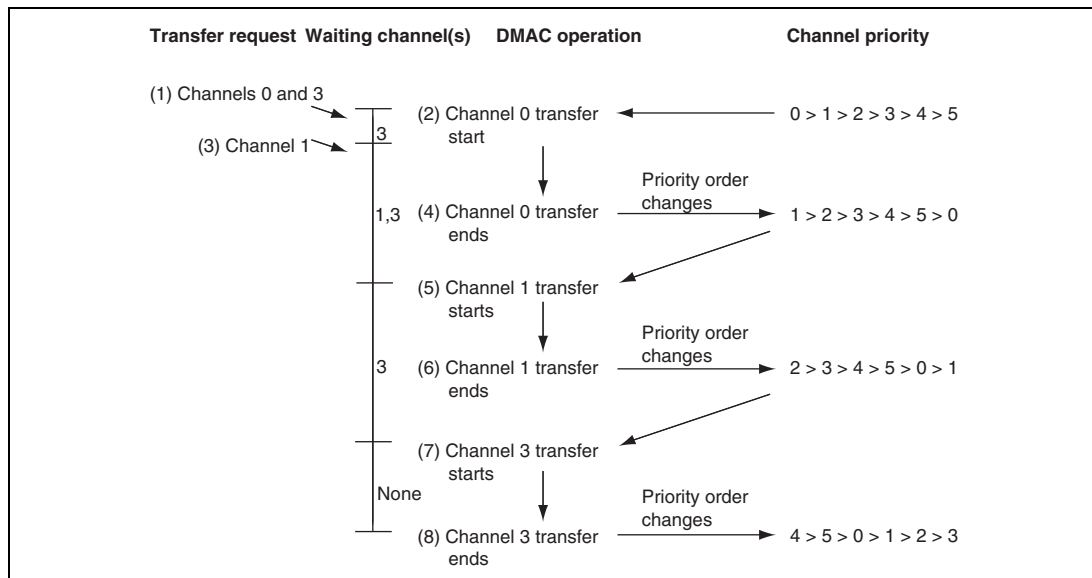 Transfer request Waiting channel(s) DMAC operation Channel priority
(1) Channels 0 and 3
(2) Channel 0 transfer
start
0 > 1 > 2 > 3 > 4 > 5
3
(3) Channel 1
Priority order
changes
1,3
(4) Channel 0 transfer
ends
1 > 2 > 3 > 4 > 5 > 0
(5) Channel 1 transfer
starts
Priority order
changes
3
(6) Channel 1 transfer
ends
2 > 3 > 4 > 5 > 0 > 1
(7) Channel 3 transfer
starts
None
Priority order
changes
(8) Channel 3 transfer
ends
4 > 5 > 0 > 1 > 2 > 3